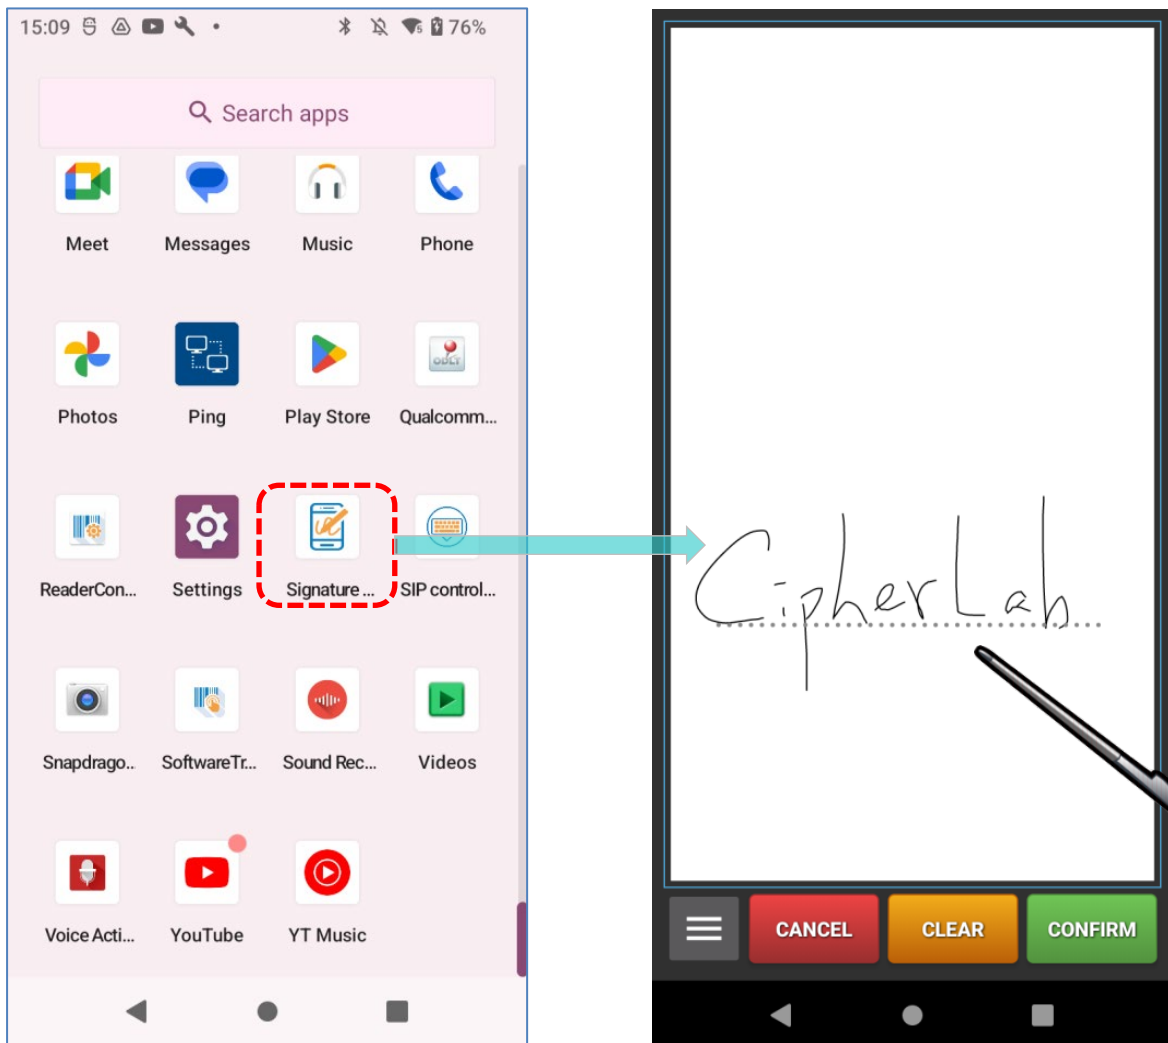 15:09
76%
Search apps
Meet
Messages
Music
Phone
Photos
Ping
Play Store
ODLT
Qualcomm...
ReaderCon...
Settings
Signature ...
SIP control...
Snapdrago..
SoftwareTr...
Sound Rec...
Videos
Voice Acti...
YouTube
YT Music
CipherLab
CANCEL
CLEAR
CONFIRM